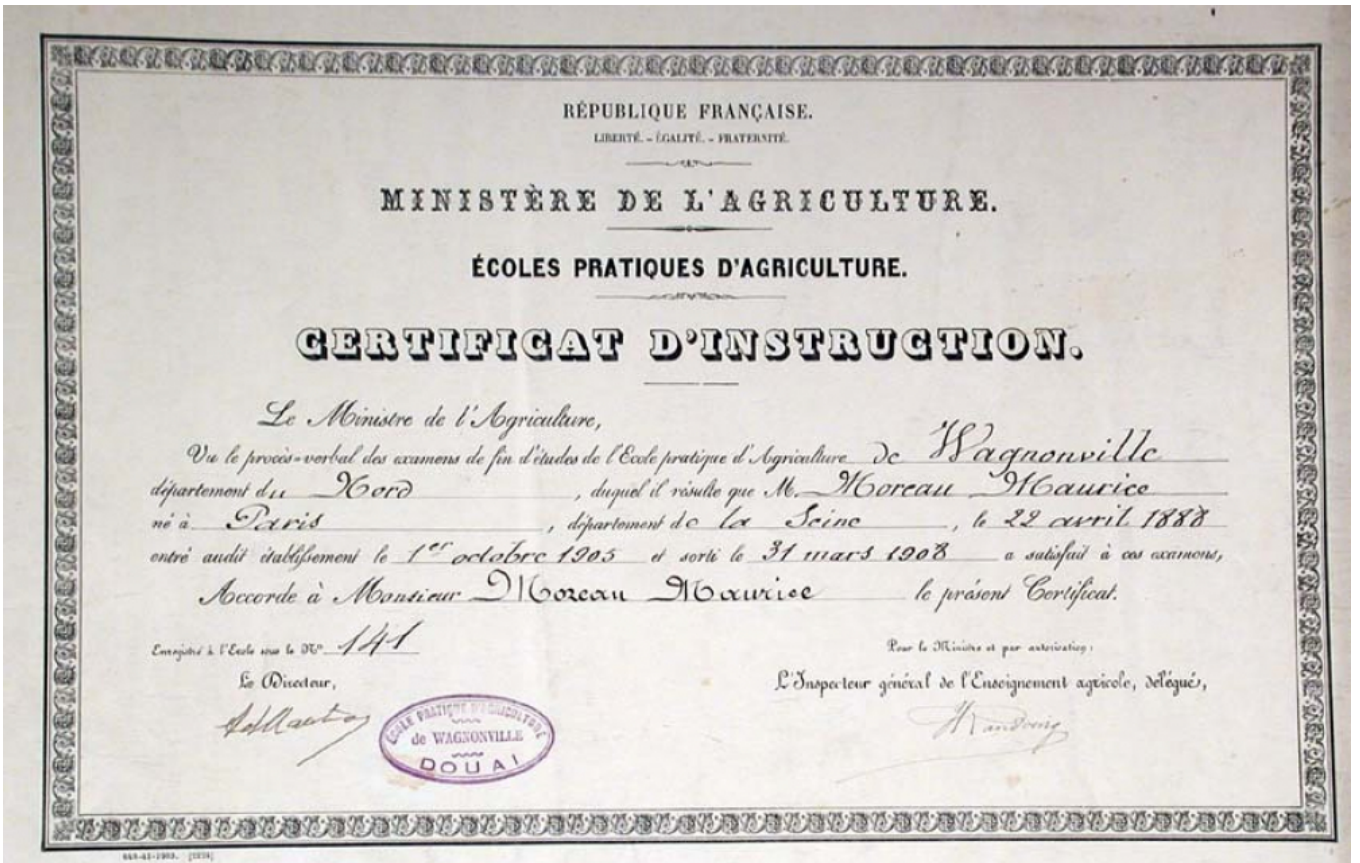 RÉPUBLIQUE FRANÇAISE.
LIBERTÉ. – ÉGALITÉ. – FRATERNITÉ.
MINISTÈRE DE L'AGRICULTURE.
ÉCOLES PRATIQUES D'AGRICULTURE.
CERTIFICAT D'INSTRUCTION.
Le Ministre de l'Agriculture,
Vu le procès-verbal des examens de fin d'études de l'Ecole pratique d'Agriculture de Wagnonville
département du Nord, duquel il résulte que M. Moreau Maurice
né à Paris, département de la Seine, le 22 avril 1888
entré audit établissement le 1er octobre 1905 et sorti le 31 mars 1908 a satisfait à ces examens,
Accorde à Monsieur Moreau Maurice le présent Certificat.
Enregistré à l'Ecole sous le No 141
Pour le Ministre et par autorisation:
Le Directeur,
L'Inspecteur général de l'Enseignement agricole, délégué,
ÉCOLE PRATIQUE D'AGRICULTURE
de WAGNONVILLE
DOUAI